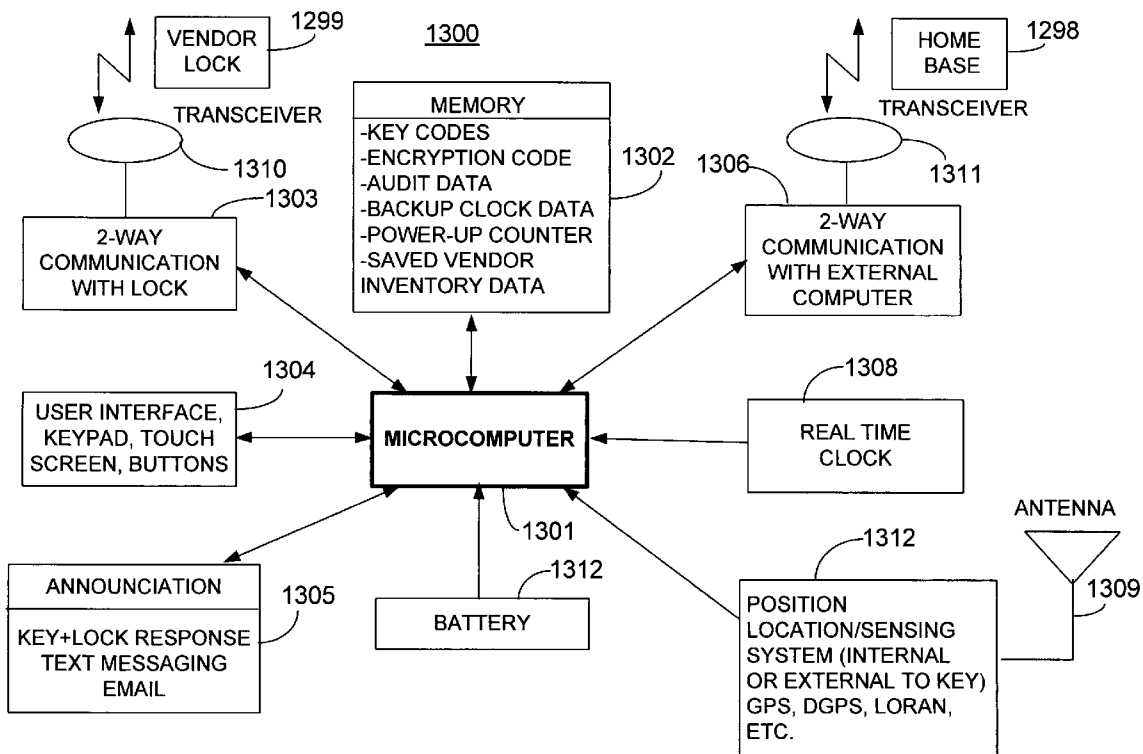 1299
VENDOR
LOCK
1300
HOME
BASE
1298
TRANSCEIVER
1310
1303
2-WAY
COMMUNICATION
WITH LOCK
MEMORY
-KEY CODES
-ENCRYPTION CODE
-AUDIT DATA
-BACKUP CLOCK DATA
-POWER-UP COUNTER
-SAVED VENDOR
INVENTORY DATA
1302
TRANSCEIVER
1306
1311
2-WAY
COMMUNICATION
WITH EXTERNAL
COMPUTER
1304
USER INTERFACE,
KEYPAD, TOUCH
SCREEN, BUTTONS
MICROCOMPUTER
1301
1308
REAL TIME
CLOCK
ANNOUNCIATION
KEY+LOCK RESPONSE
TEXT MESSAGING
EMAIL
1305
1312
BATTERY
ANTENNA
1312
1309
POSITION
LOCATION/SENSING
SYSTEM (INTERNAL
OR EXTERNAL TO KEY)
GPS, DGPS, LORAN,
ETC.